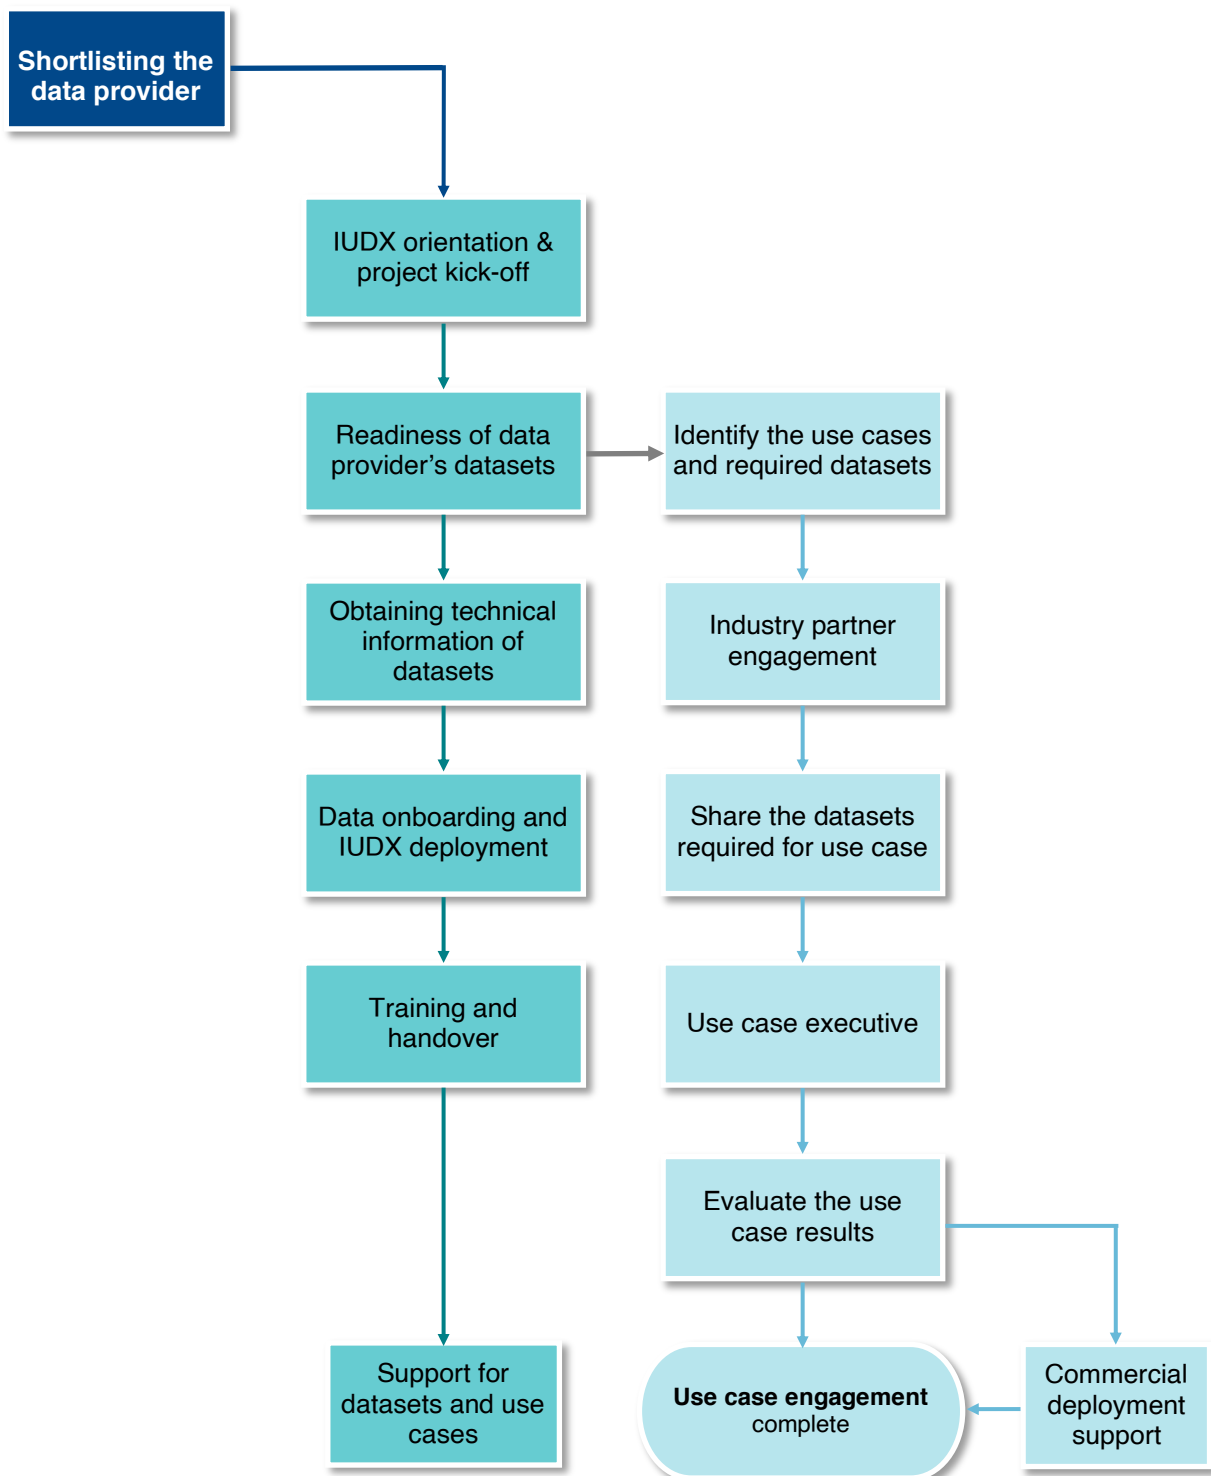 Shortlisting the
data provider
IUDX orientation &
project kick-off
Readiness of data
provider’s datasets
Identify the use cases
and required datasets
Obtaining technical
information of
datasets
Industry partner
engagement
Data onboarding and
IUDX deployment
Share the datasets
required for use case
Training and
handover
Use case executive
Evaluate the use
case results
Support for
datasets and use
cases
Use case engagement
complete
Commercial
deployment
support